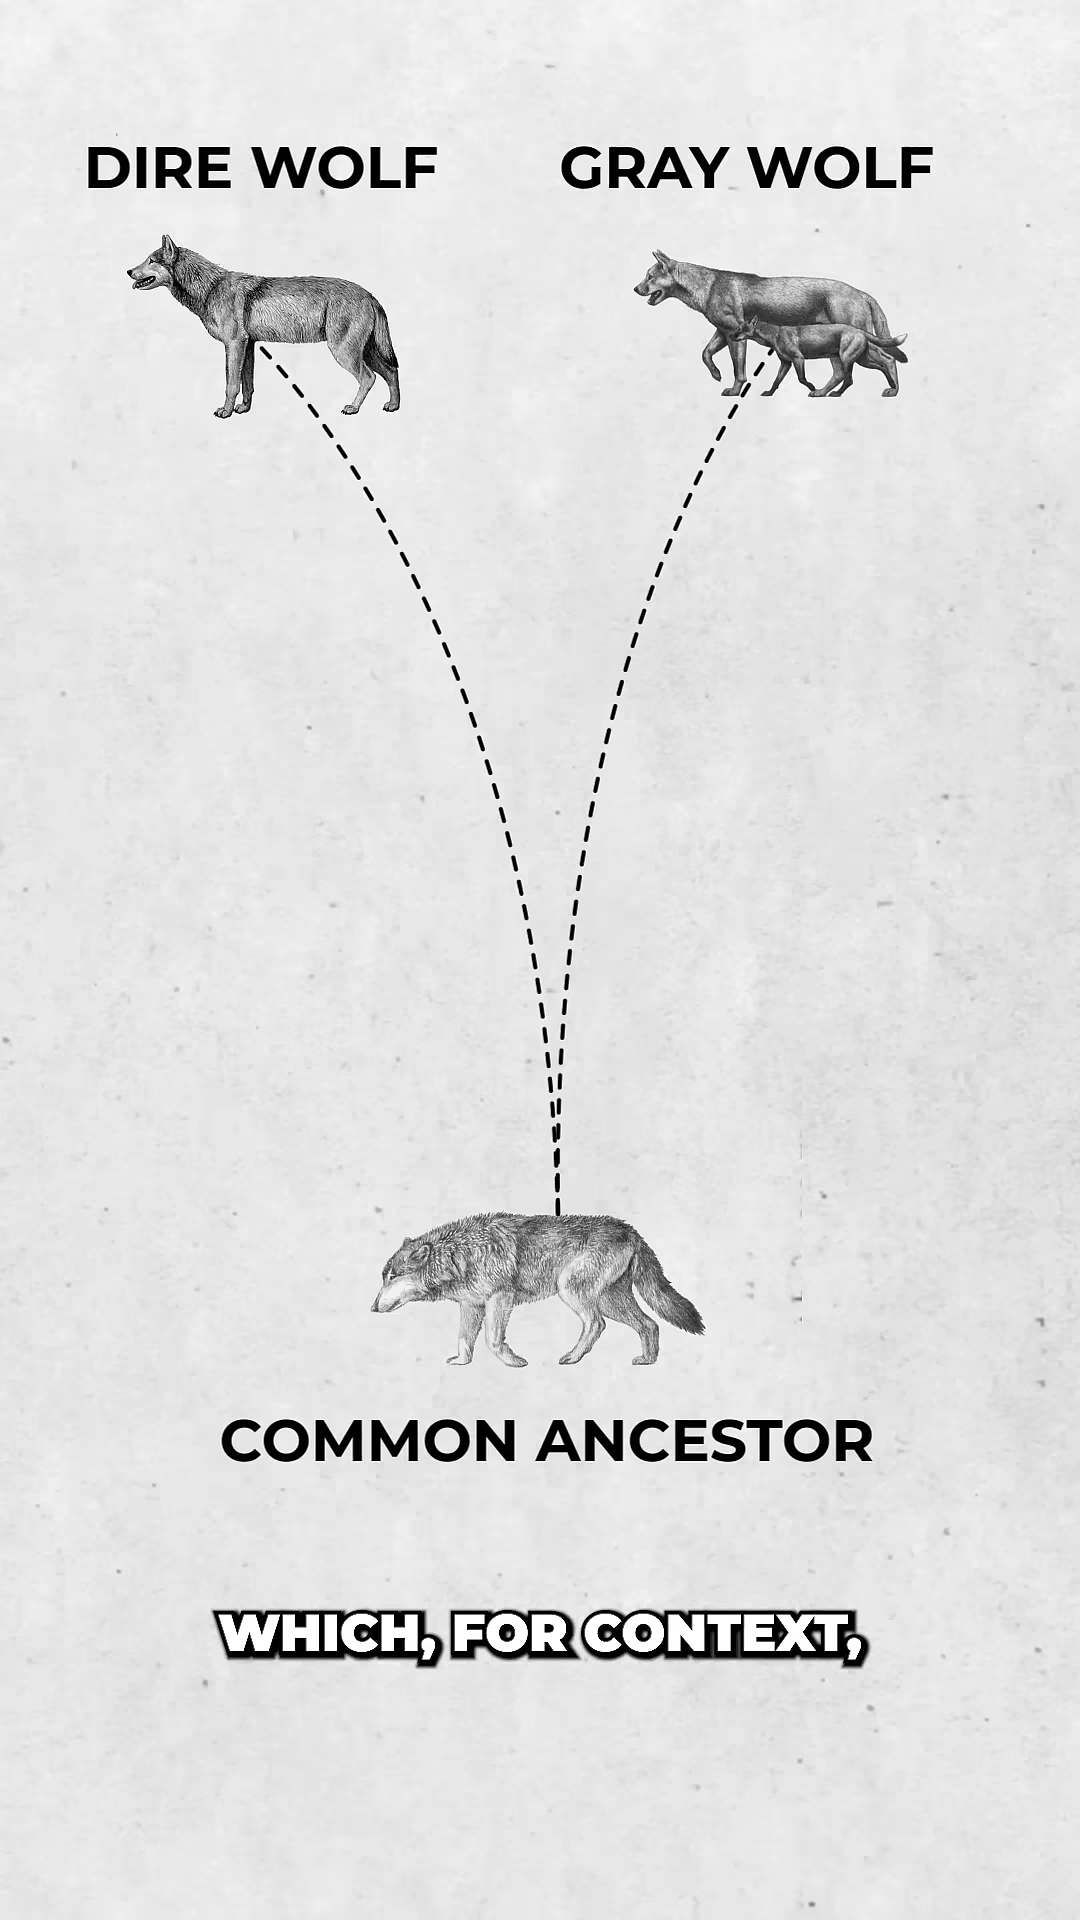 DIRE WOLF
GRAY WOLF
COMMON ANCESTOR
WHICH, FOR CONTEXT,